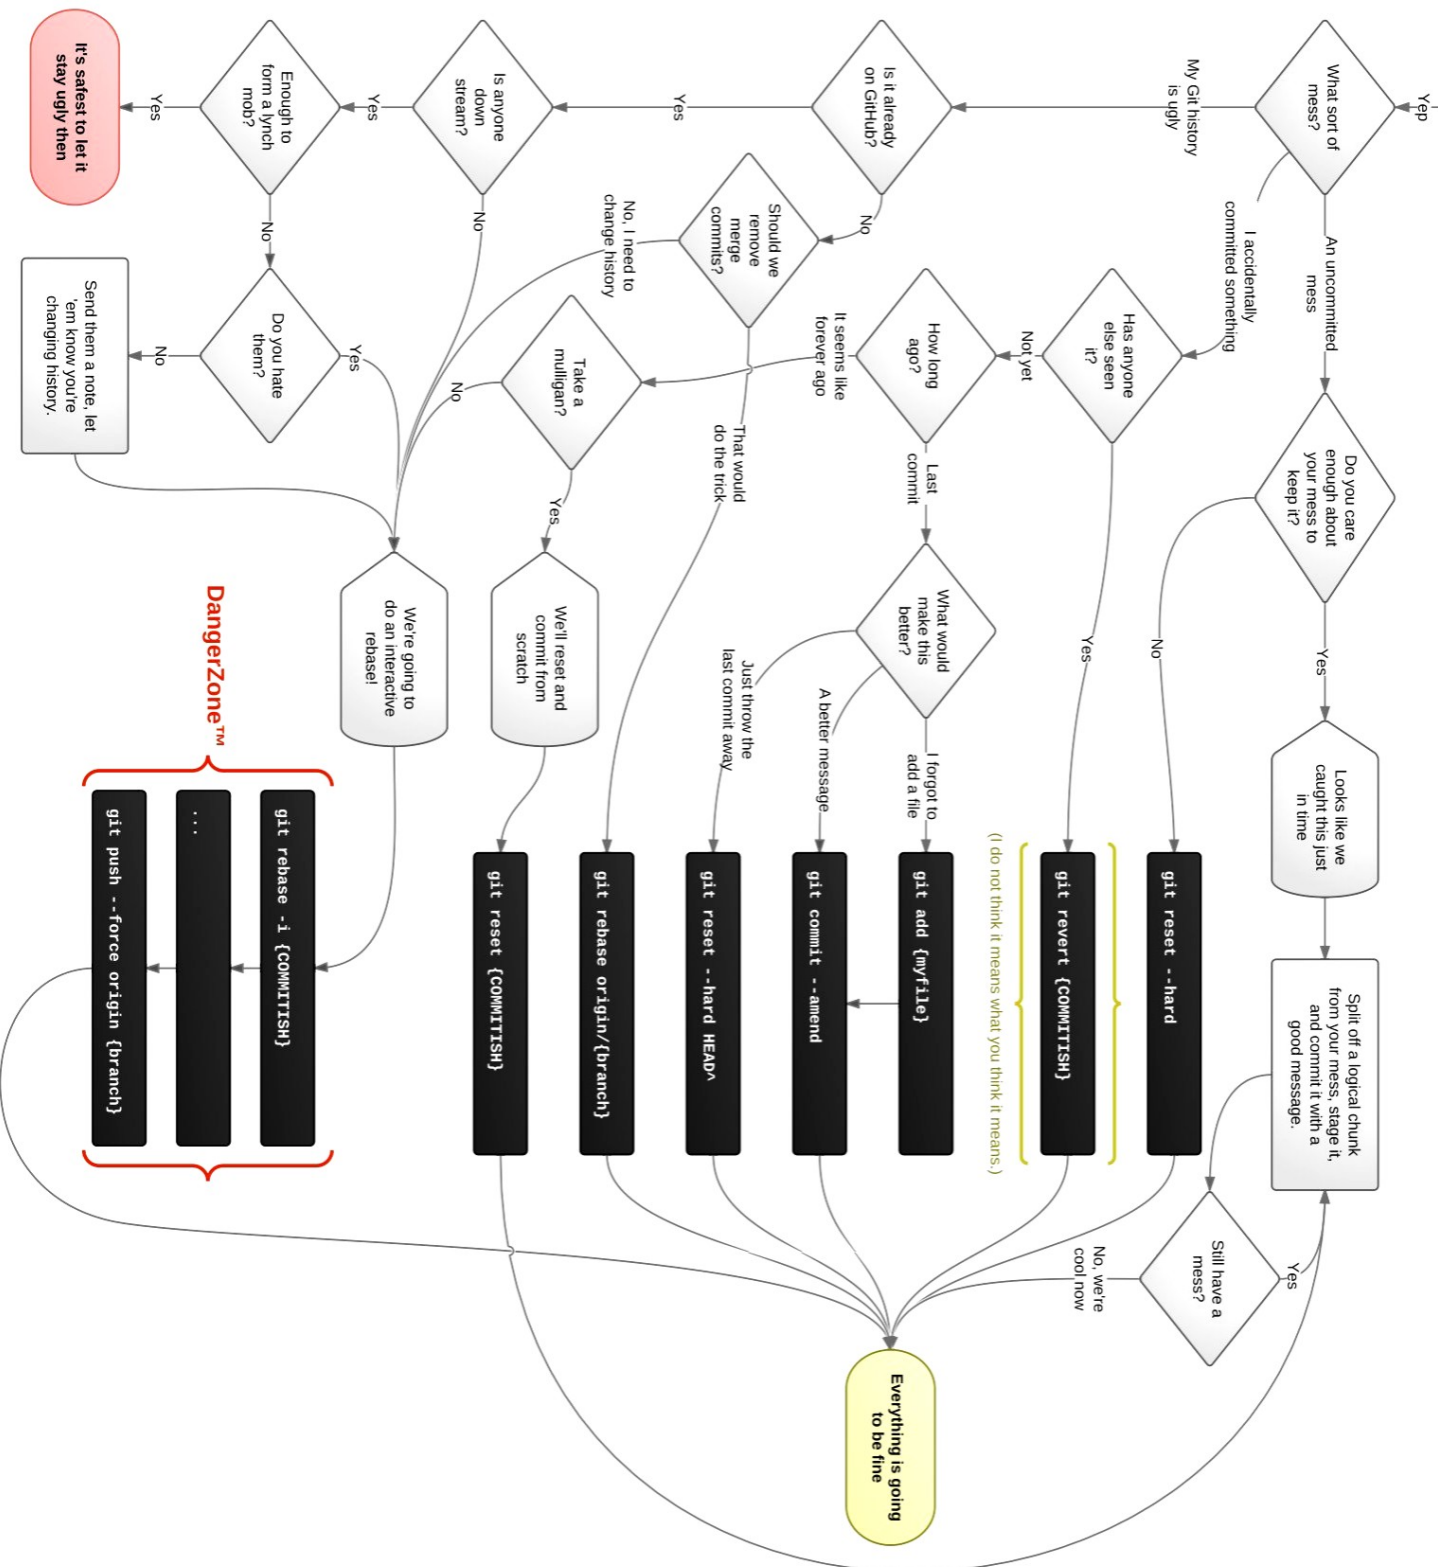 Yep
What sort of
mess?
An uncommitted
mess
Do you care
enough about
your mess to
keep it?
Yes
Looks like we
caught this just
in time
Split off a logical chunk
from your mess, stage it,
and commit it with a
good message.
Yes
Still have a
mess?
No, we're
cool now
No
git reset --hard
I accidentally
committed something
Has anyone
else seen
it?
Yes
git revert {COMMITISH}
(I do not think it means what you think it means.)
Not yet
How long
ago?
Last
commit
What would
make this
better?
I forgot to
add a file
git add {myfile}
A better message
git commit --amend
Just throw the
last commit away
git reset --hard HEAD^
My Git history
is ugly
Is it already
on GitHub?
No
Should we
remove
merge
commits?
That would
do the trick
git rebase origin/{branch}
It seems like
forever ago
Take a
mulligan?
Yes
We'll reset and
commit from
scratch
git reset {COMMITISH}
No
No, I need to
change history
Yes
Is anyone
down
stream?
No
We're going to
do an interactive
rebase!
Yes
Enough to
form a lynch
mob?
No
Do you hate
them?
Yes
No
Send them a note, let
'em know you're
changing history.
Yes
It's safest to let it
stay ugly then
DangerZone™
git rebase -i {COMMITISH}
...
git push --force origin {branch}
Everything is going
to be fine